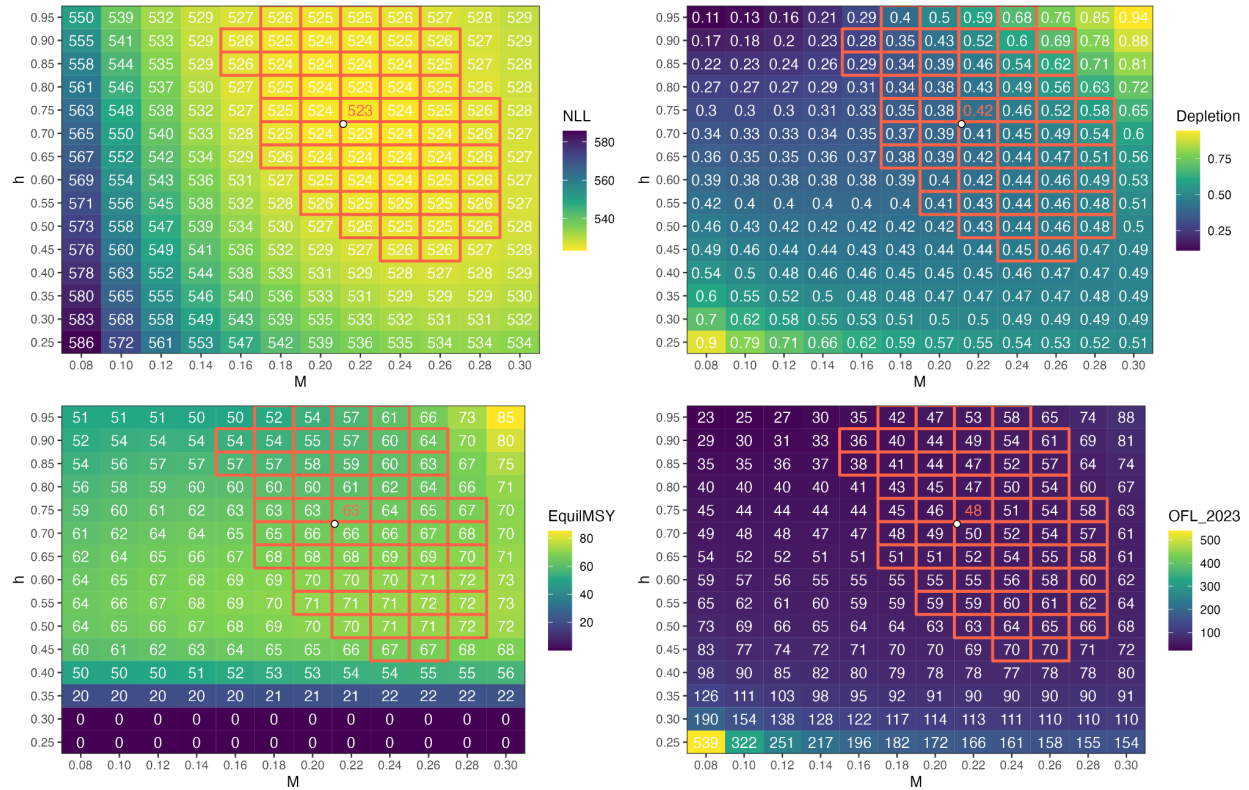 0.95 550 539 532 529 527 526 525 524 525 527 528 529
0.90 555 541 533 529 526 525 524 524 525 526 527 529
0.85 558 544 535 529 526 524 524 524 524 525 527 528
0.80 561 546 537 530 527 525 524 524 524 525 527 528
0.75 563 548 538 532 527 525 524 523 524 525 526 528
0.70 565 550 540 533 528 525 524 523 524 524 526 527
0.65 567 552 542 534 529 526 524 524 524 524 526 527
0.60 569 554 543 536 531 527 525 524 524 525 526 527
0.55 571 556 545 538 532 528 526 525 525 525 526 527
0.50 573 558 547 539 534 530 527 526 525 525 526 527
0.45 576 560 549 541 536 532 529 527 526 526 527 528
0.40 578 563 552 544 538 533 531 529 528 527 528 529
0.35 580 565 555 546 540 536 533 531 529 529 529 530
0.30 583 568 558 549 543 539 535 533 532 531 531 532
0.25 586 572 561 553 547 542 539 536 535 534 534 534
0.08 0.10 0.12 0.14 0.16 0.18 0.20 0.22 0.24 0.26 0.28 0.30
M
h
NLL
580
560
540
0.95 0.11 0.13 0.16 0.21 0.29 0.4 0.5 0.59 0.68 0.76 0.85 0.94
0.90 0.17 0.18 0.2 0.23 0.28 0.35 0.43 0.52 0.6 0.69 0.78 0.88
0.85 0.22 0.23 0.24 0.26 0.29 0.34 0.39 0.46 0.54 0.62 0.71 0.81
0.80 0.27 0.27 0.27 0.29 0.31 0.34 0.38 0.43 0.49 0.56 0.63 0.72
0.75 0.3 0.3 0.3 0.31 0.33 0.35 0.38 0.42 0.46 0.52 0.58 0.65
0.70 0.34 0.33 0.33 0.34 0.35 0.37 0.39 0.41 0.45 0.49 0.54 0.6
0.65 0.36 0.35 0.35 0.36 0.36 0.38 0.39 0.42 0.44 0.47 0.51 0.56
0.60 0.39 0.38 0.38 0.38 0.38 0.39 0.4 0.42 0.44 0.46 0.49 0.53
0.55 0.42 0.4 0.4 0.4 0.4 0.4 0.41 0.43 0.44 0.46 0.48 0.51
0.50 0.46 0.43 0.42 0.42 0.42 0.42 0.42 0.43 0.44 0.46 0.48 0.5
0.45 0.49 0.46 0.44 0.44 0.43 0.43 0.43 0.44 0.45 0.46 0.47 0.49
0.40 0.54 0.5 0.48 0.46 0.46 0.45 0.45 0.45 0.46 0.47 0.47 0.49
0.35 0.6 0.55 0.52 0.5 0.48 0.48 0.47 0.47 0.47 0.47 0.48 0.49
0.30 0.7 0.62 0.58 0.55 0.53 0.51 0.5 0.5 0.49 0.49 0.49 0.49
0.25 0.9 0.79 0.71 0.66 0.62 0.59 0.57 0.55 0.54 0.53 0.52 0.51
0.08 0.10 0.12 0.14 0.16 0.18 0.20 0.22 0.24 0.26 0.28 0.30
M
h
Depletion
0.75
0.50
0.25
0.95 51 51 51 50 50 52 54 57 61 66 73 85
0.90 52 54 54 54 54 54 55 57 60 64 70 80
0.85 54 56 57 57 57 57 58 59 60 63 67 75
0.80 56 58 59 60 60 60 60 61 62 64 66 71
0.75 59 60 61 62 63 63 63 63 64 65 67 70
0.70 61 62 63 64 65 65 66 66 66 67 68 70
0.65 62 64 65 66 67 68 68 68 69 69 70 71
0.60 64 65 67 68 69 69 70 70 70 71 72 73
0.55 64 66 67 68 69 70 71 71 71 72 72 73
0.50 64 65 66 67 68 69 70 70 71 71 72 72
0.45 60 61 62 63 64 65 65 66 67 67 68 68
0.40 50 50 50 51 52 53 53 54 54 55 55 56
0.35 20 20 20 20 20 21 21 21 22 22 22 22
0.30 0 0 0 0 0 0 0 0 0 0 0 0
0.25 0 0 0 0 0 0 0 0 0 0 0 0
0.08 0.10 0.12 0.14 0.16 0.18 0.20 0.22 0.24 0.26 0.28 0.30
M
h
EquilMSY
80
60
40
20
0.95 23 25 27 30 35 42 47 53 58 65 74 88
0.90 29 30 31 33 36 40 44 49 54 61 69 81
0.85 35 35 36 37 38 41 44 47 52 57 64 74
0.80 40 40 40 40 41 43 45 47 50 54 60 67
0.75 45 44 44 44 44 45 46 48 51 54 58 63
0.70 49 48 48 47 47 48 49 50 52 54 57 61
0.65 54 52 52 51 51 51 51 52 54 55 58 61
0.60 59 57 56 55 55 55 55 55 56 58 60 62
0.55 65 62 61 60 59 59 59 59 60 61 62 64
0.50 73 69 66 65 64 64 63 63 64 65 66 68
0.45 83 77 74 72 71 70 70 69 70 70 71 72
0.40 98 90 85 82 80 79 78 78 77 78 78 80
0.35 126 111 103 98 95 92 91 90 90 90 90 91
0.30 190 154 138 128 122 117 114 113 111 110 110 110
0.25 539 322 251 217 196 182 172 166 161 158 155 154
0.08 0.10 0.12 0.14 0.16 0.18 0.20 0.22 0.24 0.26 0.28 0.30
M
h
OFL_2023
500
400
300
200
100